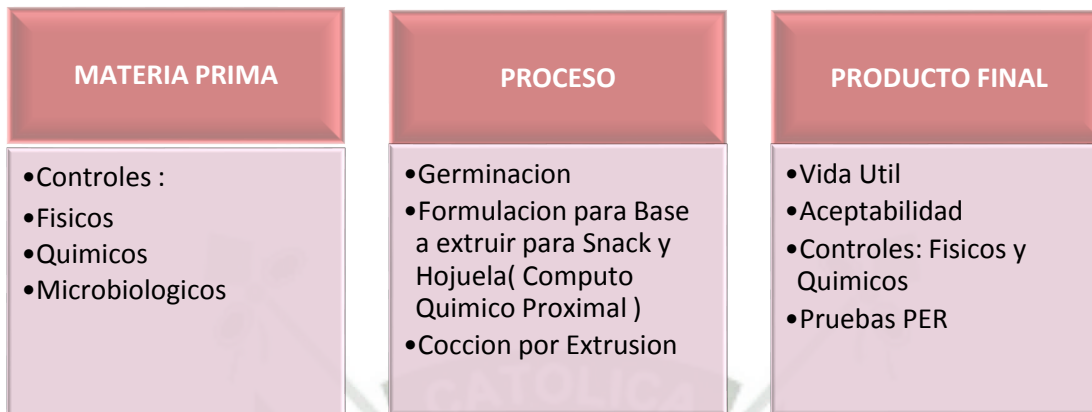 MATERIA PRIMA
•Controles :
•Fisicos
•Quimicos
•Microbiologicos
PROCESO
•Germinacion
•Formulacion para Base
a extruir para Snack y
Hojuela( Computo
Quimico Proximal )
•Coccion por Extrusion
PRODUCTO FINAL
•Vida Util
•Aceptabilidad
•Controles: Fisicos y
Quimicos
•Pruebas PER
CATOLICA